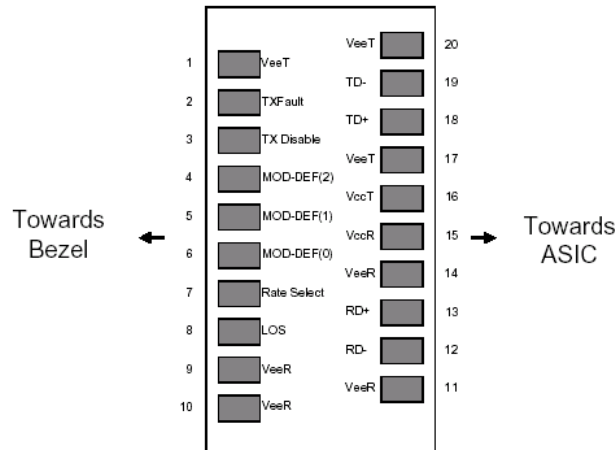 VeeT 20
1 VeeT
TD- 19
2 TXFault
TD+ 18
3 TX Disable
VeeT 17
4 MOD-DEF(2)
VccT 16
5 MOD-DEF(1)
Towards
Bezel
VccR 15
Towards
ASIC
6 MOD-DEF(0)
VeeR 14
7 Rate Select
RD+ 13
8 LOS
RD- 12
9 VeeR
VeeR 11
10 VeeR